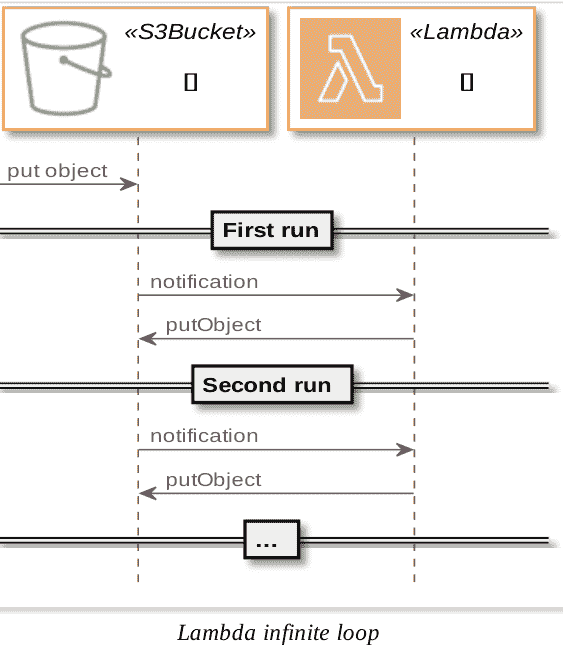 «S3Bucket»
[]
«Lambda»
[]
put object
First run
notification
putObject
Second run
notification
putObject
...
Lambda infinite loop